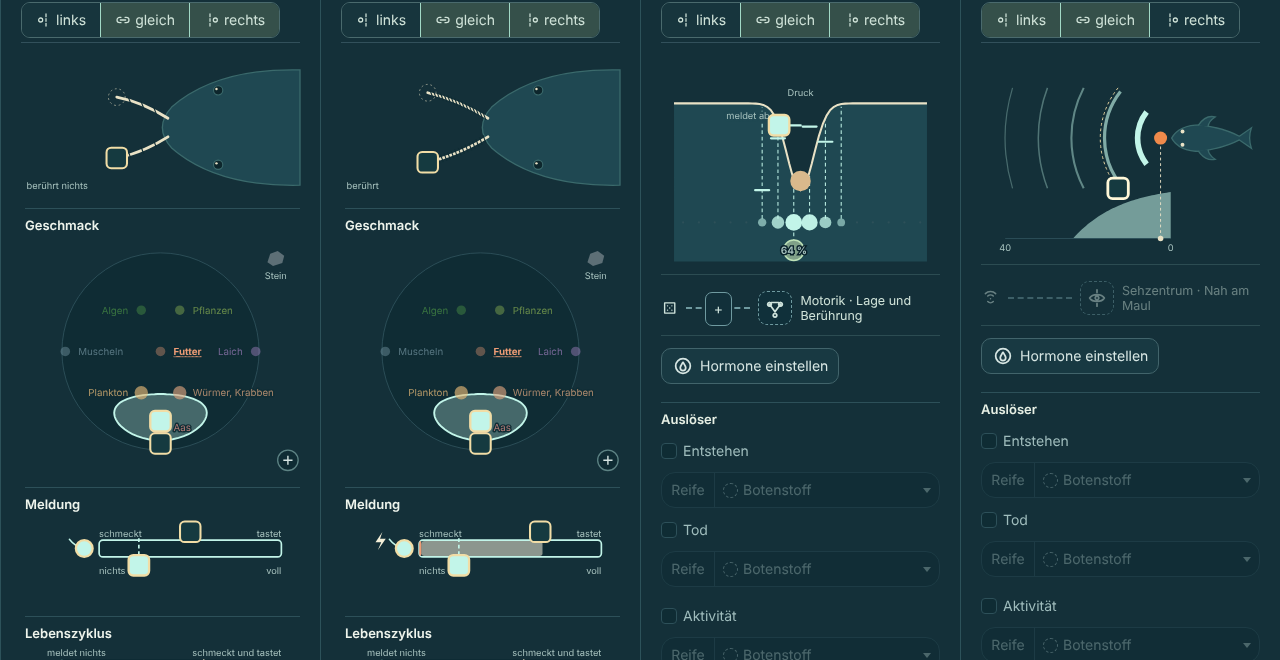 links gleich rechts
berührt nichts
Geschmack
Stein
Algen Pflanzen
Muscheln Futter Laich
Plankton Würmer, Krabben
Aas
Meldung
schmeckt tastet
nichts voll
Lebenszyklus
meldet nichts schmeckt und tastet
links gleich rechts
berührt
Geschmack
Stein
Algen Pflanzen
Muscheln Futter Laich
Plankton Würmer, Krabben
Aas
Meldung
schmeckt tastet
nichts voll
Lebenszyklus
meldet nichts schmeckt und tastet
links gleich rechts
Druck
meldet ab
64 %
+
Motorik · Lage und
Berührung
Hormone einstellen
Auslöser
Entstehen
Reife Botenstoff
Tod
Reife Botenstoff
Aktivität
Reife Botenstoff
links gleich rechts
40 0
Sehzentrum · Nah am
Maul
Hormone einstellen
Auslöser
Entstehen
Reife Botenstoff
Tod
Reife Botenstoff
Aktivität
Reife Botenstoff